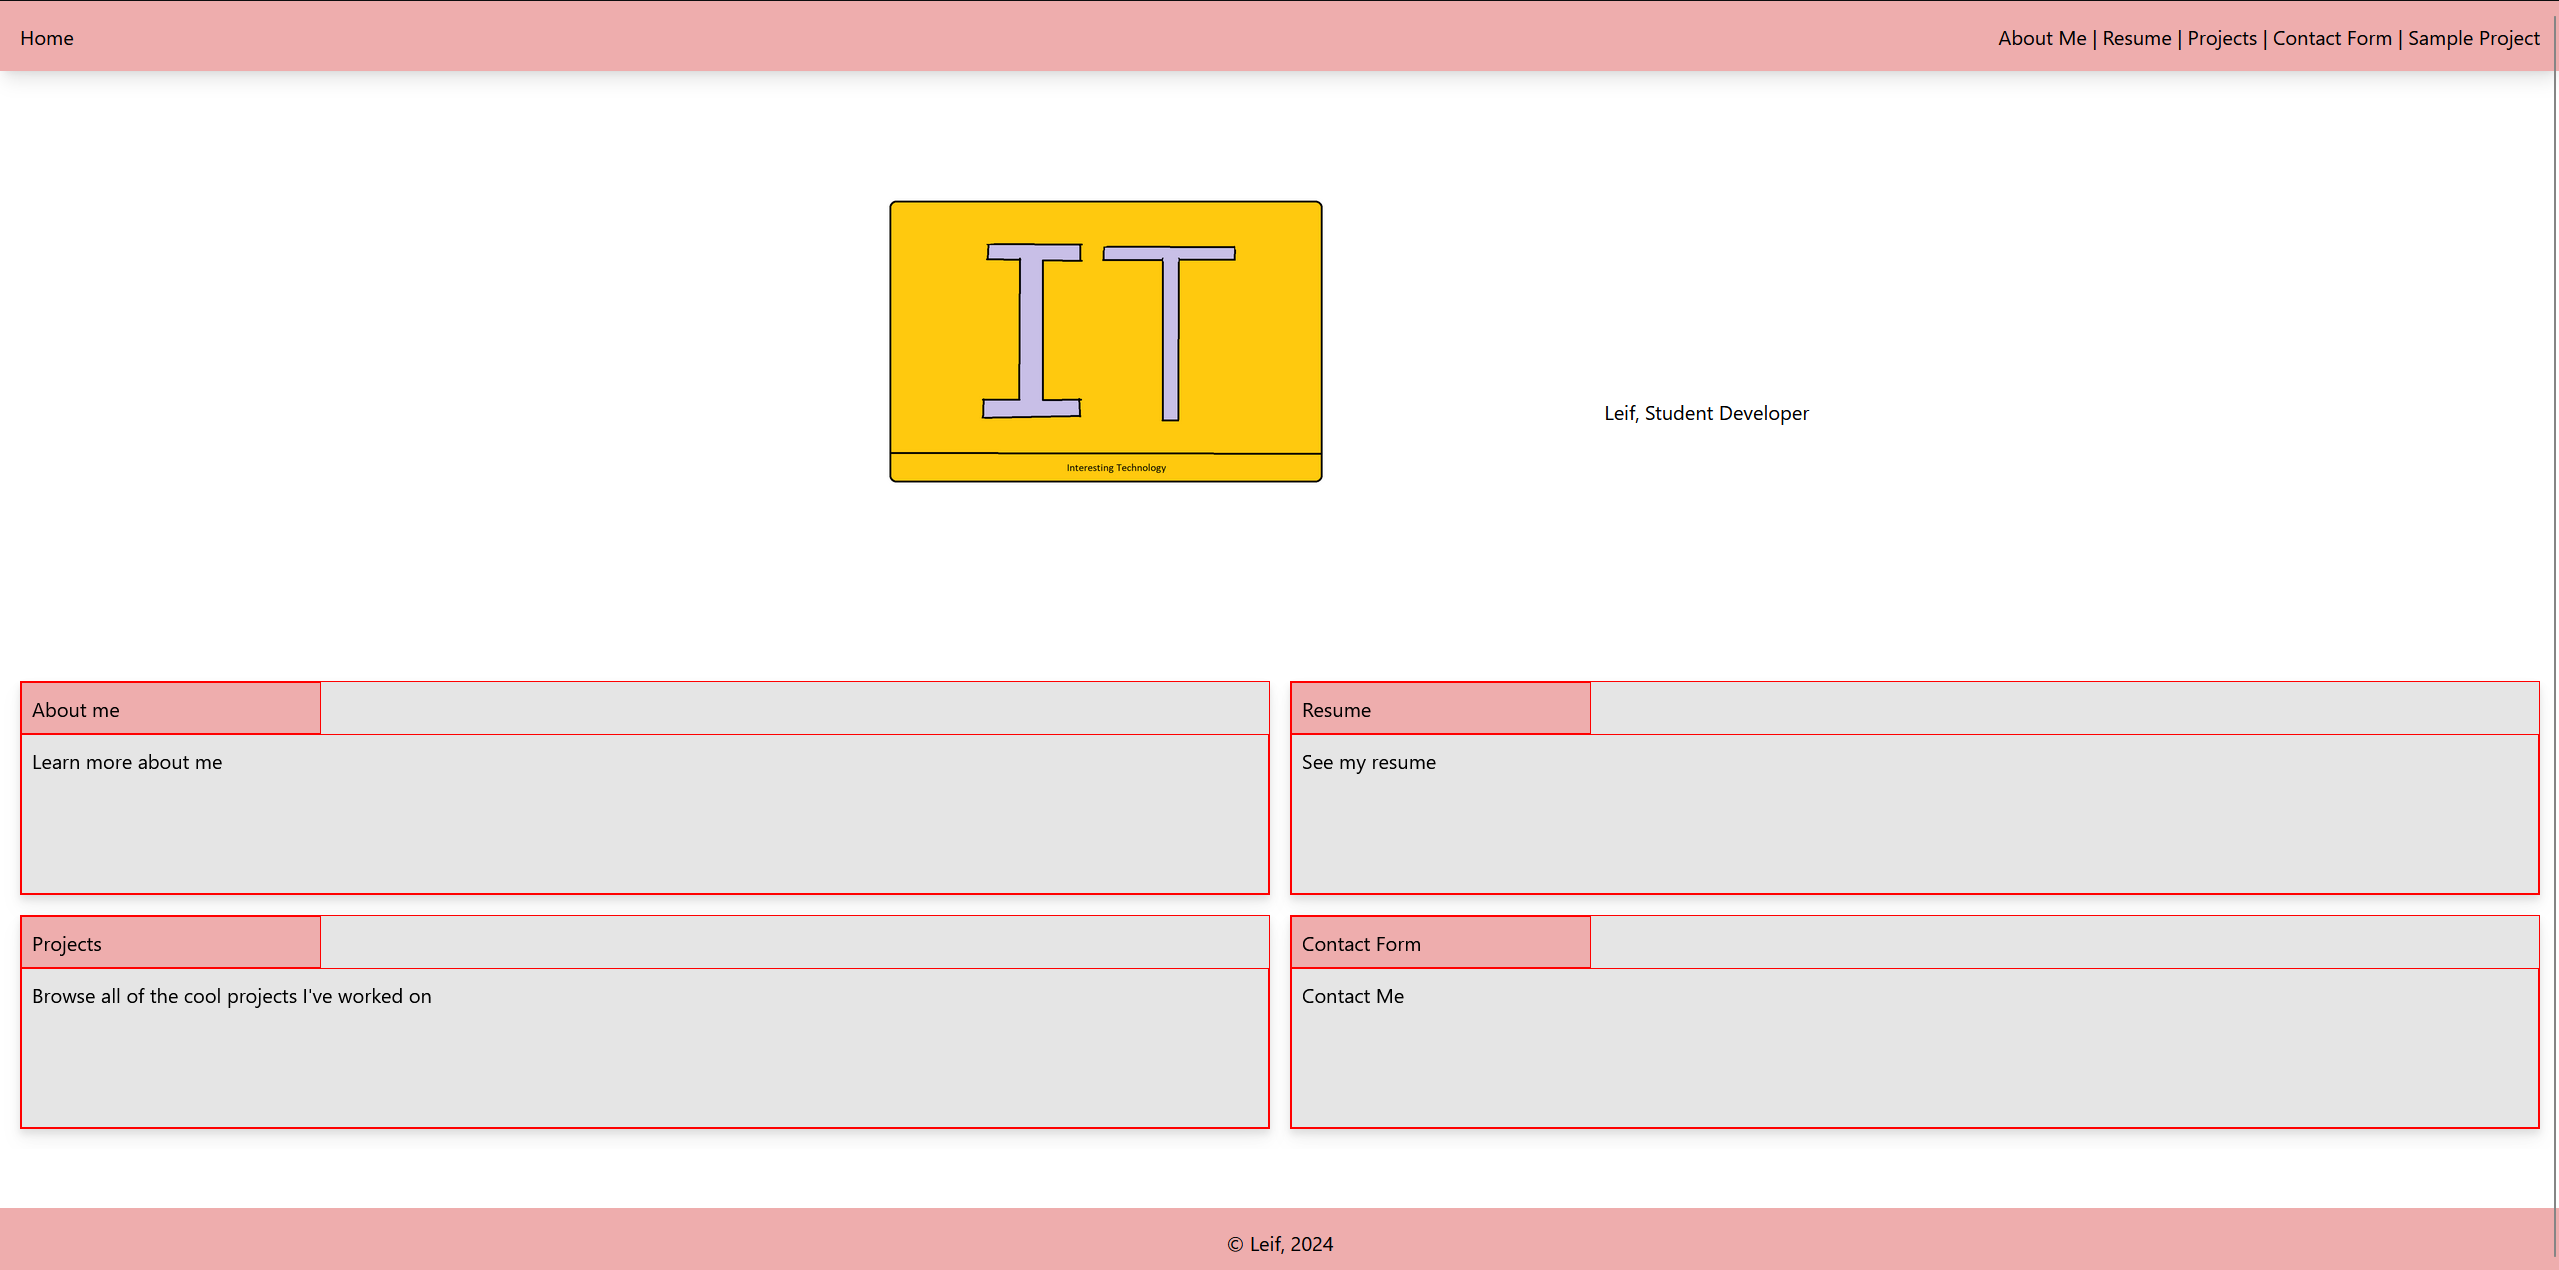 Home
About Me | Resume | Projects | Contact Form | Sample Project
IT
Interesting Technology
Leif, Student Developer
About me
Learn more about me
Resume
See my resume
Projects
Browse all of the cool projects I've worked on
Contact Form
Contact Me
© Leif, 2024